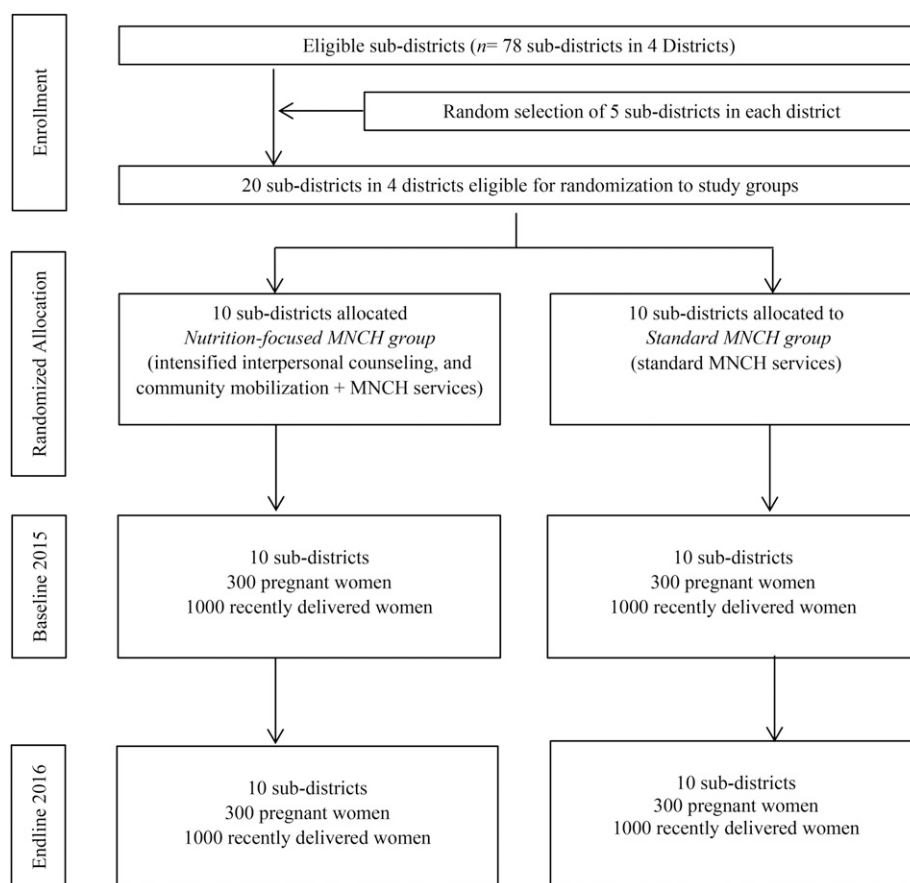 Enrollment
Eligible sub-districts (n= 78 sub-districts in 4 Districts)
Random selection of 5 sub-districts in each district
20 sub-districts in 4 districts eligible for randomization to study groups
Randomized Allocation
10 sub-districts allocated
Nutrition-focused MNCH group
(intensified interpersonal counseling, and
community mobilization + MNCH services)
10 sub-districts allocated to
Standard MNCH group
(standard MNCH services)
Baseline 2015
10 sub-districts
300 pregnant women
1000 recently delivered women
10 sub-districts
300 pregnant women
1000 recently delivered women
Endline 2016
10 sub-districts
300 pregnant women
1000 recently delivered women
10 sub-districts
300 pregnant women
1000 recently delivered women